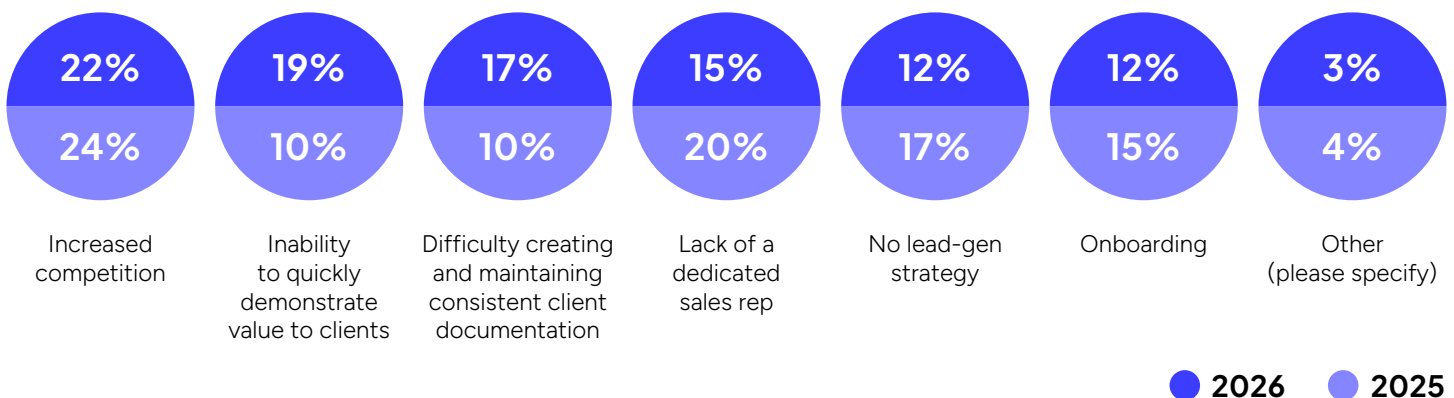 22%
24%
Increased
competition
19%
10%
Inability
to quickly
demonstrate
value to clients
17%
10%
Difficulty creating
and maintaining
consistent client
documentation
15%
20%
Lack of a
dedicated
sales rep
12%
17%
No lead-gen
strategy
12%
15%
Onboarding
3%
4%
Other
(please specify)
2026
2025